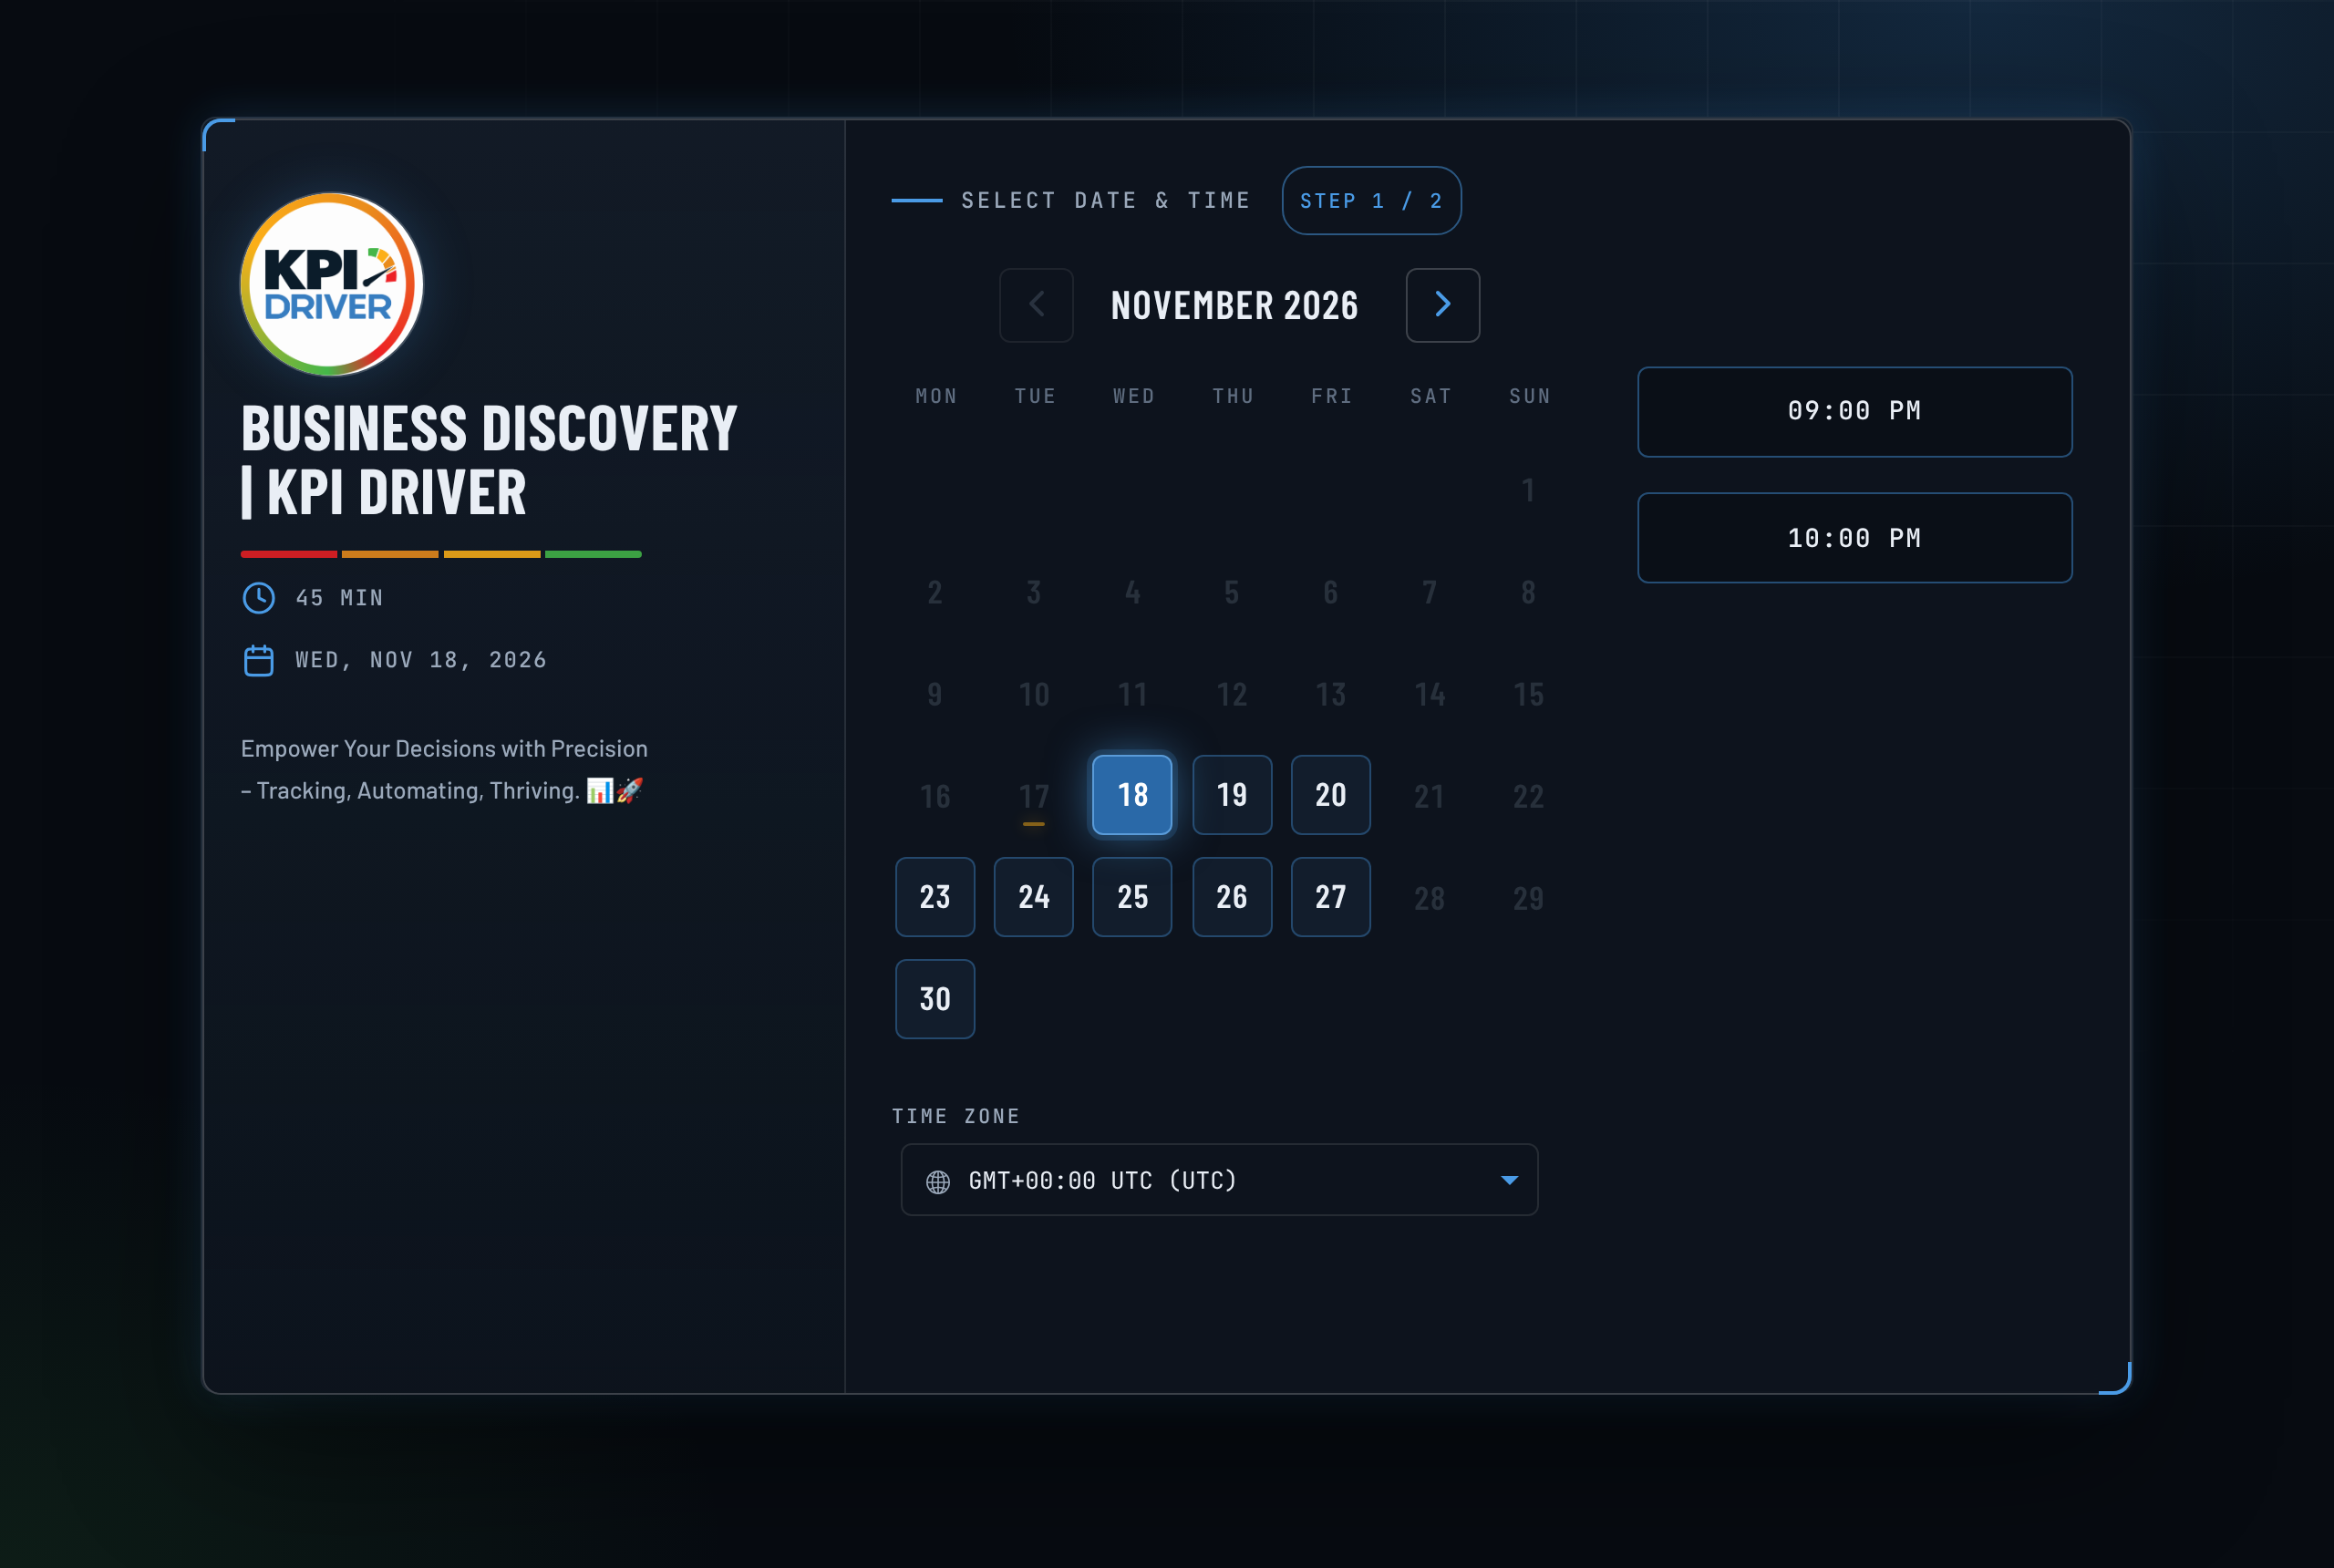 KPI
DRIVER
BUSINESS DISCOVERY
| KPI DRIVER
45 MIN
WED, NOV 18, 2026
Empower Your Decisions with Precision
– Tracking, Automating, Thriving. 📊🚀
SELECT DATE & TIME
STEP 1 / 2
NOVEMBER 2026
MON TUE WED THU FRI SAT SUN
1
2 3 4 5 6 7 8
9 10 11 12 13 14 15
16 17 18 19 20 21 22
23 24 25 26 27 28 29
30
TIME ZONE
GMT+00:00 UTC (UTC)
09:00 PM
10:00 PM